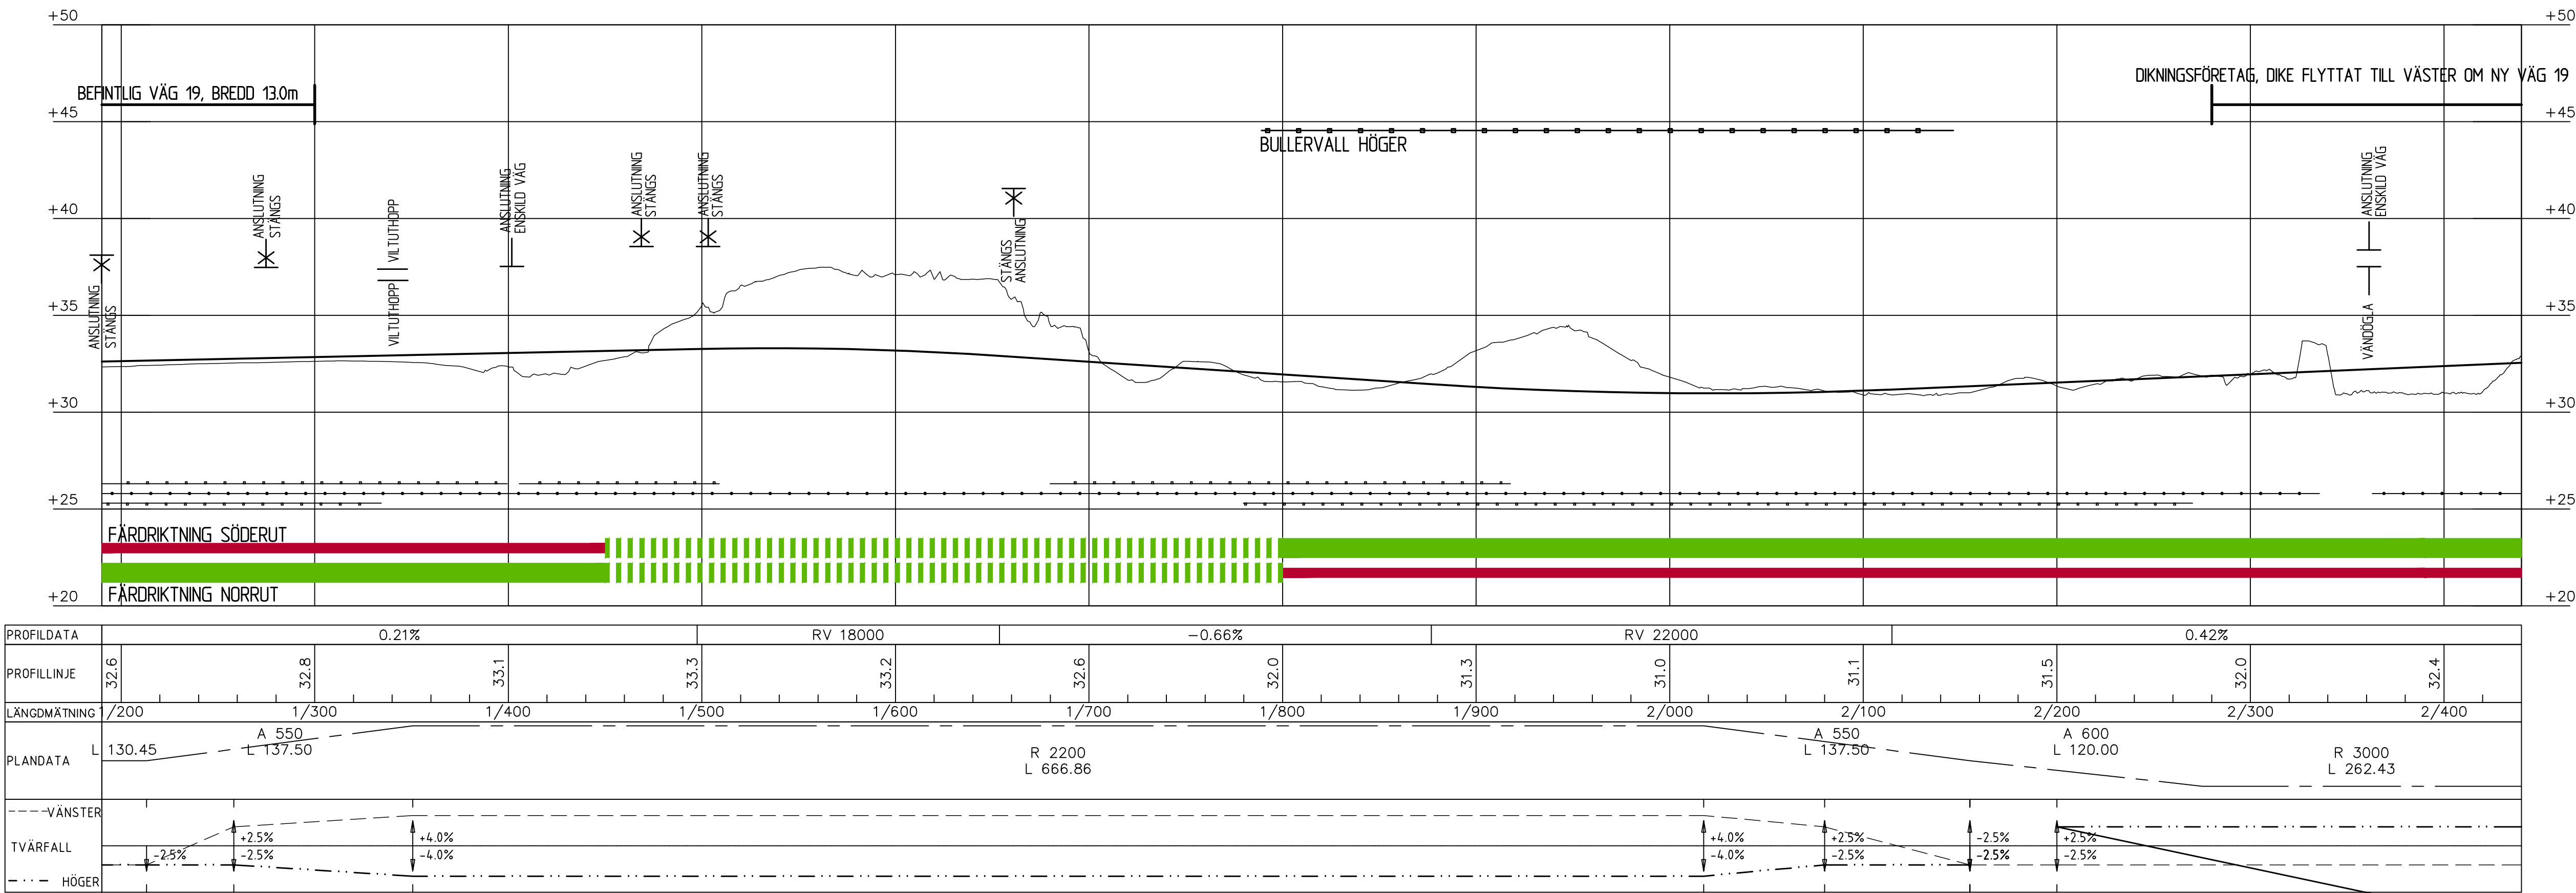 +50
+50
DIKNINGSFÖRETAG, DIKE FLYTTAT TILL VÄSTER OM NY VÄG 19
BEFINTLIG VÄG 19, BREDD 13.0m
+45
+45
BULLERVALL HÖGER
ANSLUTNING
STÄNGS
ANSLUTNING
STÄNGS
VILTUTHOPP
VILTUTHOPP
ANSLUTNING
ENSKILD VÄG
ANSLUTNING
STÄNGS
ANSLUTNING
STÄNGS
STÄNGS
ANSLUTNING
ANSLUTNING
ENSKILD VÄG
VÄNDÖGLA
+40
+40
+35
+35
+30
+30
+25
+25
FÄRDRIKTNING SÖDERUT
FÄRDRIKTNING NORRUT
+20
+20
PROFILDATA 0.21% RV 18000 -0.66% RV 22000 0.42%
PROFILLINJE 32.6 32.8 33.1 33.3 33.2 32.6 32.0 31.3 31.0 31.1 31.5 32.0 32.4
LÄNGDMÄTNING 1/200 1/300 1/400 1/500 1/600 1/700 1/800 1/900 2/000 2/100 2/200 2/300 2/400
PLANDATA
L 130.45
A 550
L 137.50
R 2200
L 666.86
A 550
L 137.50
A 600
L 120.00
R 3000
L 262.43
VÄNSTER
TVÄRFALL
HÖGER
-2.5%
+2.5%
-2.5%
+4.0%
-4.0%
+4.0%
-4.0%
+2.5%
-2.5%
-2.5%
-2.5%
+2.5%
-2.5%